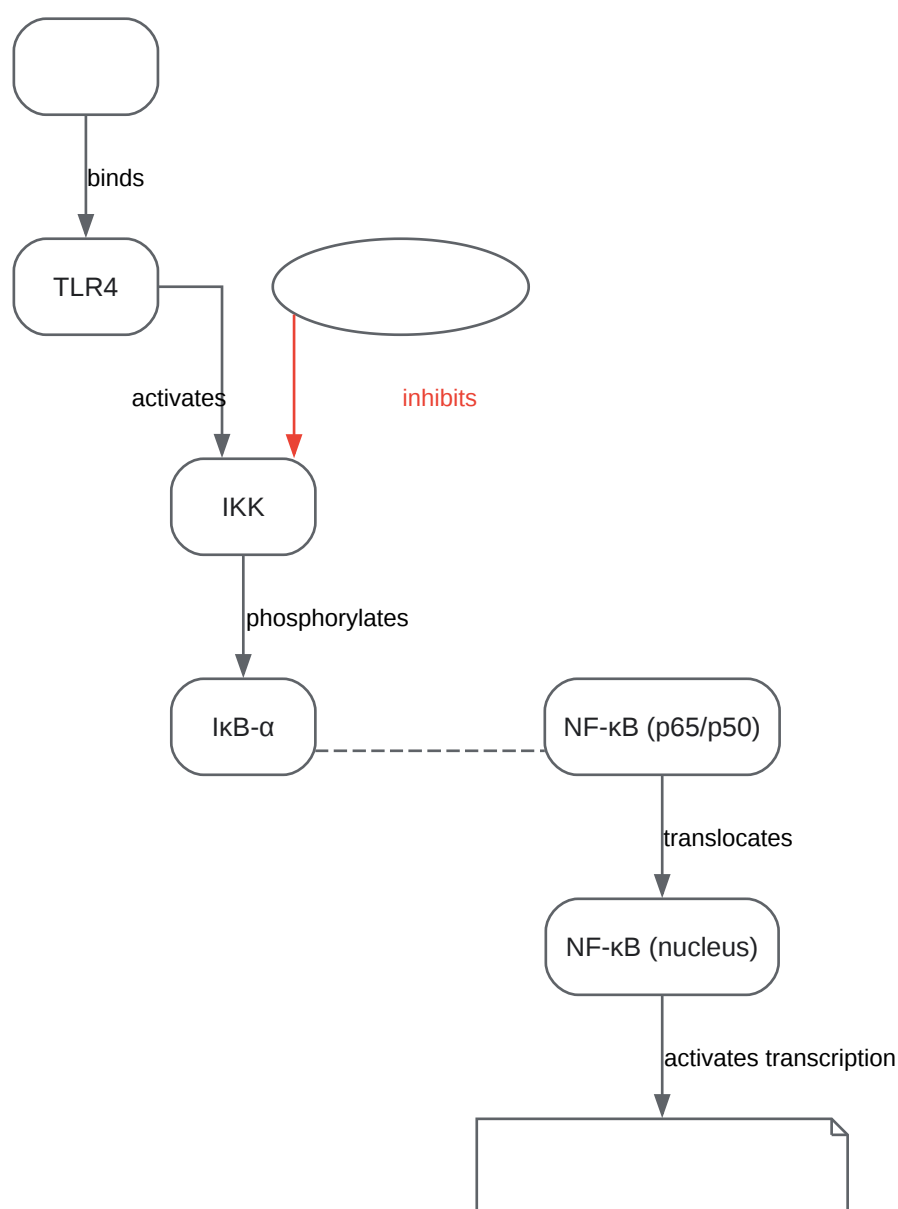 binds
TLR4
activates
inhibits
IKK
phosphorylates
IκB-α
NF-κB (p65/p50)
translocates
NF-κB (nucleus)
activates transcription